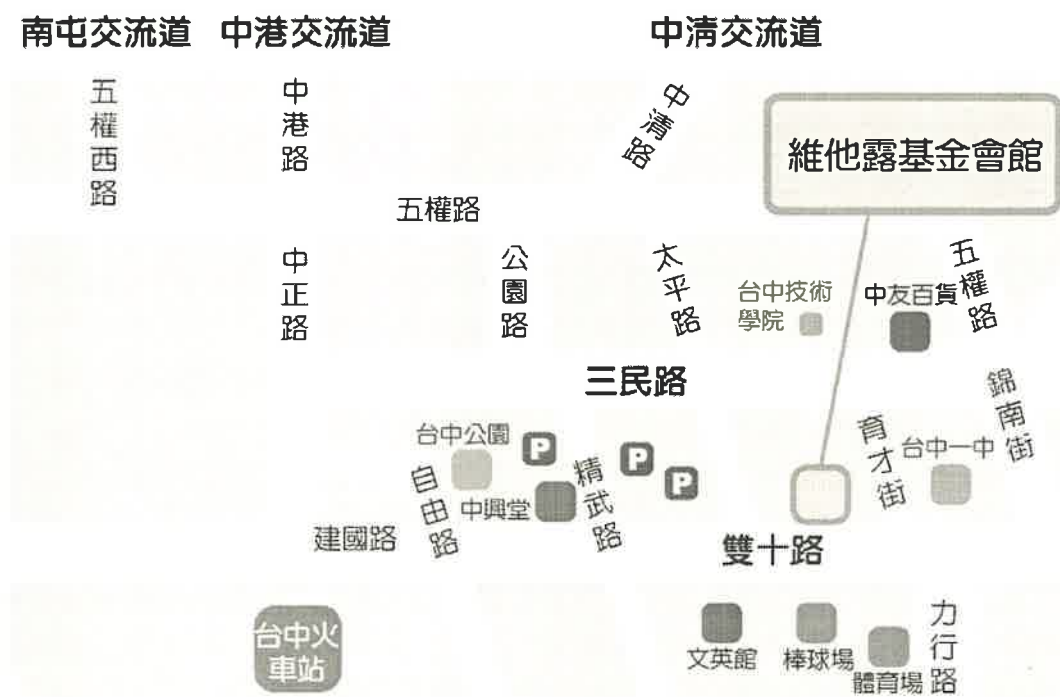 南屯交流道
中港交流道
中清交流道
五權西路
中港路
中清路
維他露基金會館
五權路
中正路
公園路
太平路
台中技術
學院
中友百貨
五權路
三民路
錦南街
台中公園
P
P
P
自由路
中興堂
精武路
育才街
台中一中
建國路
雙十路
台中火
車站
文英館
棒球場
體育場
力行路